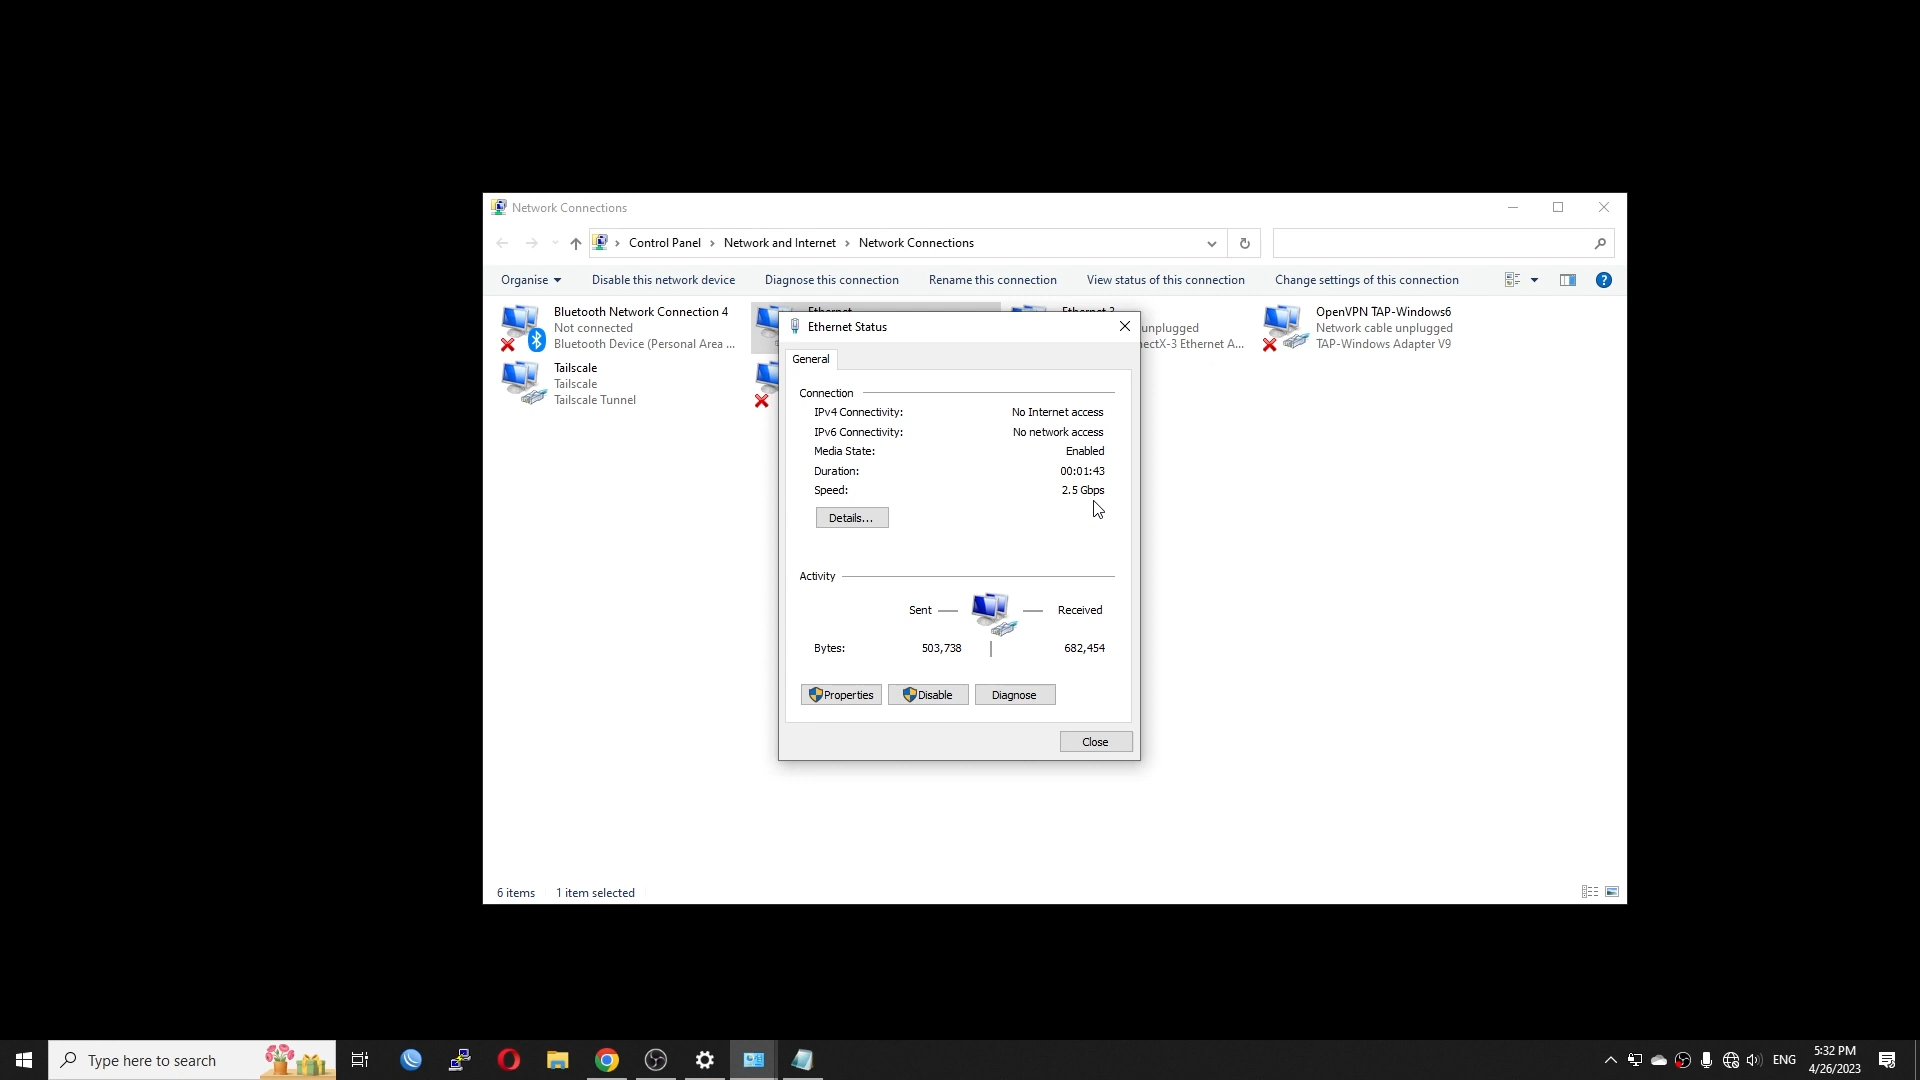 Network Connections
Control Panel > Network and Internet > Network Connections
Organise Disable this network device Diagnose this connection Rename this connection View status of this connection Change settings of this connection
Bluetooth Network Connection 4
Not connected
Bluetooth Device (Personal Area ...
unplugged
ectX-3 Ethernet A...
OpenVPN TAP-Windows6
Network cable unplugged
TAP-Windows Adapter V9
Tailscale
Tailscale
Tailscale Tunnel
Ethernet Status
General
Connection
IPv4 Connectivity: No Internet access
IPv6 Connectivity: No network access
Media State: Enabled
Duration: 00:01:43
Speed: 2.5 Gbps
Details...
Activity
Sent — — Received
Bytes: 503,738 682,454
Properties Disable Diagnose
Close
6 items 1 item selected
Type here to search
ENG
5:32 PM
4/26/2023